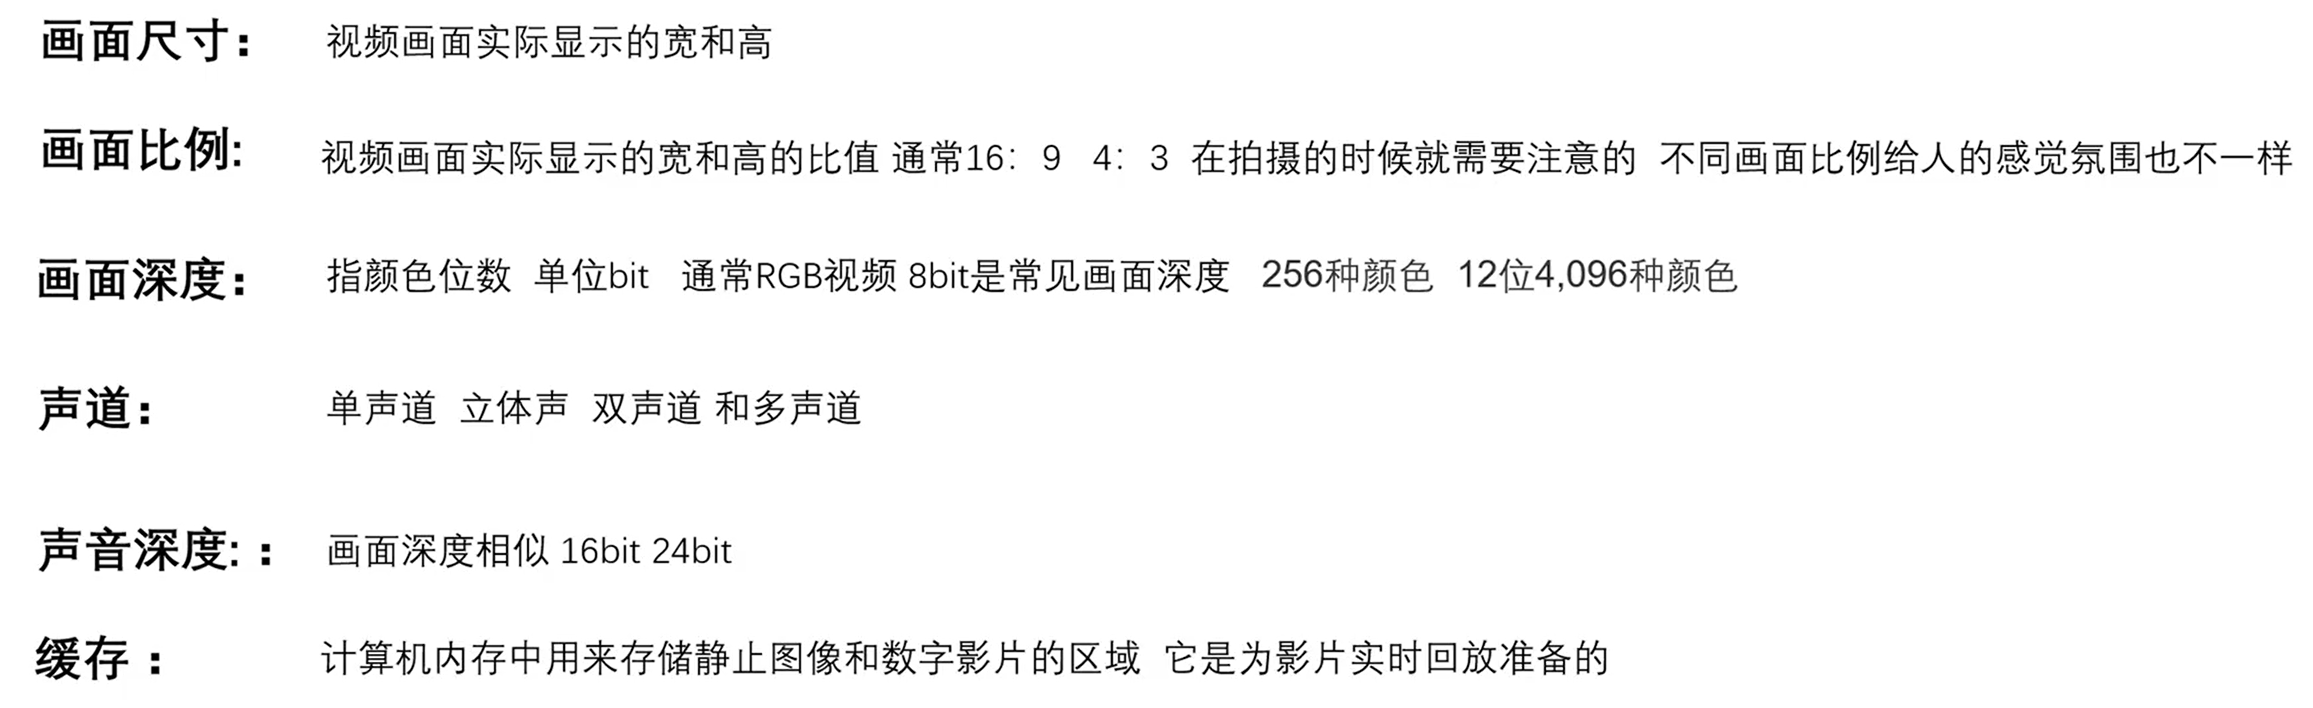 画面尺寸： 视频画面实际显示的宽和高
画面比例: 视频画面实际显示的宽和高的比值 通常16：9 4：3 在拍摄的时候就需要注意的 不同画面比例给人的感觉氛围也不一样
画面深度： 指颜色位数 单位bit 通常RGB视频 8bit是常见画面深度 256种颜色 12位4,096种颜色
声道： 单声道 立体声 双声道 和多声道
声音深度:： 画面深度相似 16bit 24bit
缓存： 计算机内存中用来存储静止图像和数字影片的区域 它是为影片实时回放准备的